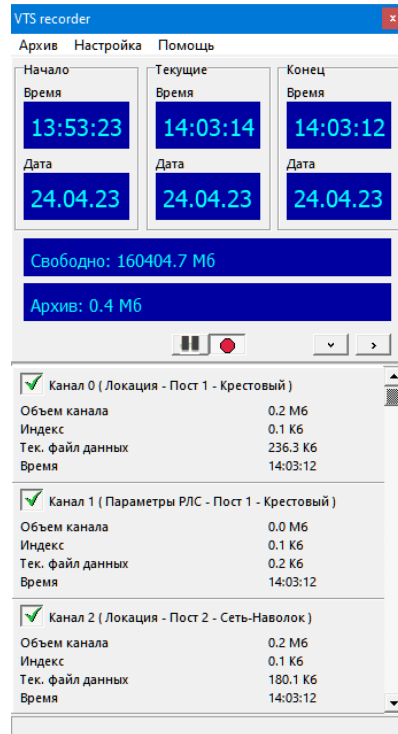 VTS recorder
x
Архив Настройка Помощь
Начало Текущие Конец
Время Время Время
13:53:23 14:03:14 14:03:12
Дата Дата Дата
24.04.23 24.04.23 24.04.23
Свободно: 160404.7 Мб
Архив: 0.4 Мб
Канал 0 ( Локация - Пост 1 - Крестовый )
Объем канала 0.2 Мб
Индекс 0.1 Кб
Тек. файл данных 236.3 Кб
Время 14:03:12
Канал 1 ( Параметры РЛС - Пост 1 - Крестовый )
Объем канала 0.0 Мб
Индекс 0.1 Кб
Тек. файл данных 0.2 Кб
Время 14:03:12
Канал 2 ( Локация - Пост 2 - Сеть-Наволок )
Объем канала 0.2 Мб
Индекс 0.1 Кб
Тек. файл данных 180.1 Кб
Время 14:03:12